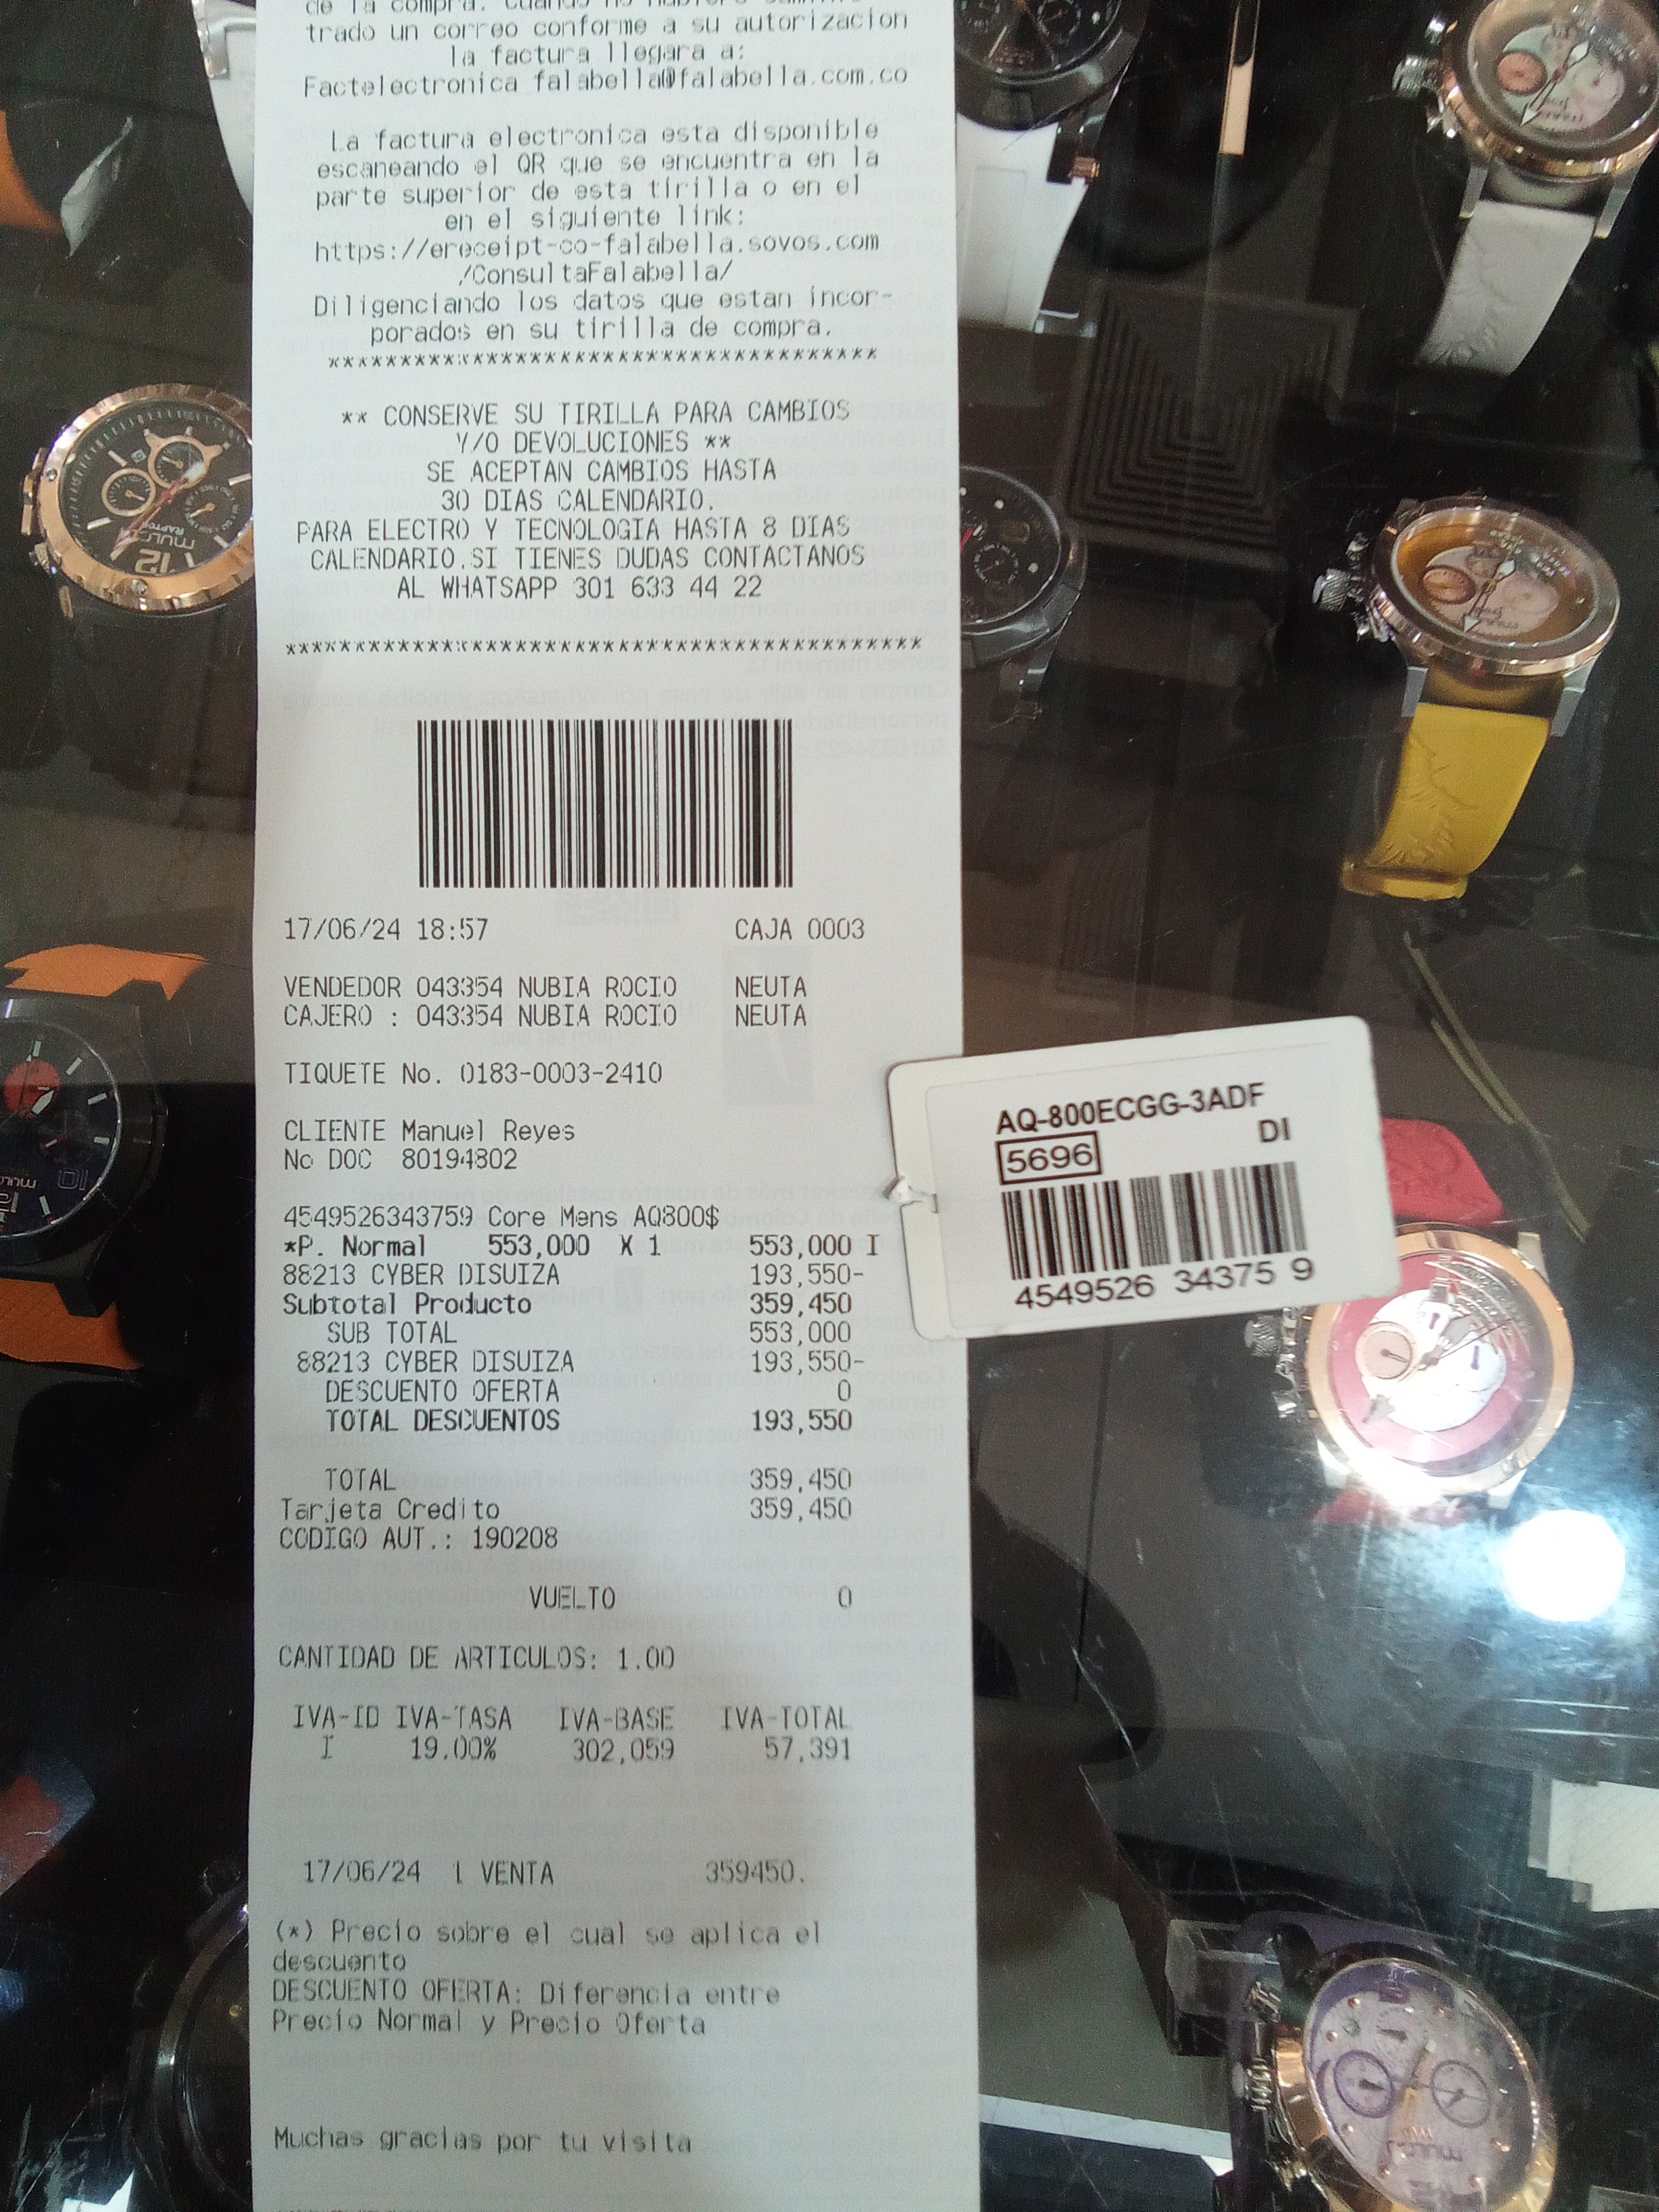 trado un correo conforme a su autorizacion
la factura llegara a:
Factelectronica falabella@falabella.com.co
La factura electronica esta disponible
escaneando el QR que se encuentra en la
parte superior de esta tirilla o en el
en el siguiente link:
https://ereceipt-co-falabella.sovos.com
/ConsultaFalabella/
Diligenciando los datos que estan incor-
porados en su tirilla de compra.
***************************************
** CONSERVE SU TIRILLA PARA CAMBIOS
Y/O DEVOLUCIONES **
SE ACEPTAN CAMBIOS HASTA
30 DIAS CALENDARIO.
PARA ELECTRO Y TECNOLOGIA HASTA 8 DIAS
CALENDARIO.SI TIENES DUDAS CONTACTANOS
AL WHATSAPP 301 633 44 22
*********************************************
17/06/24 18:57 CAJA 0003
VENDEDOR 043354 NUBIA ROCIO NEUTA
CAJERO : 043354 NUBIA ROCIO NEUTA
TIQUETE No. 0183-0003-2410
CLIENTE Manuel Reyes
No DOC 80194802
4549526343759 Core Mens AQ800$
*P. Normal 553,000 X 1 553,000 I
88213 CYBER DISUIZA 193,550-
Subtotal Producto 359,450
SUB TOTAL 553,000
88213 CYBER DISUIZA 193,550-
DESCUENTO OFERTA 0
TOTAL DESCUENTOS 193,550
TOTAL 359,450
Tarjeta Credito 359,450
CODIGO AUT.: 190208
VUELTO 0
CANTIDAD DE ARTICULOS: 1.00
IVA-ID IVA-TASA IVA-BASE IVA-TOTAL
I 19.00% 302,059 57,391
17/06/24 1 VENTA 359450.
(*) Precio sobre el cual se aplica el
descuento
DESCUENTO OFERTA: Diferencia entre
Precio Normal y Precio Oferta
Muchas gracias por tu visita
AQ-800ECGG-3ADF
5696 DI
4549526 34375 9
12
MULCO
RAPTOR